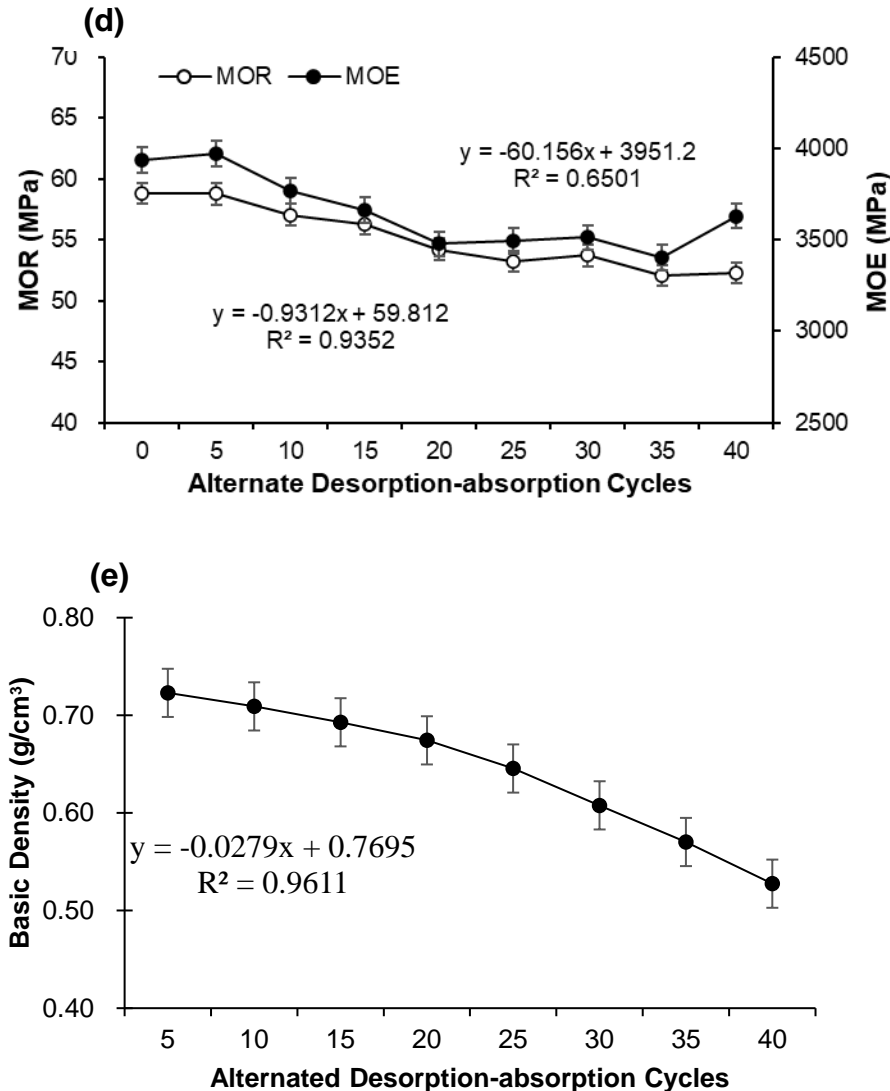 (d)
70
65
60
55
50
45
40
MOR (MPa)
MOR MOE
y = -60.156x + 3951.2
R² = 0.6501
y = -0.9312x + 59.812
R² = 0.9352
4500
4000
3500
3000
2500
MOE (MPa)
0 5 10 15 20 25 30 35 40
Alternate Desorption-absorption Cycles
(e)
0.80
0.70
0.60
0.50
0.40
Basic Density (g/cm³)
y = -0.0279x + 0.7695
R² = 0.9611
5 10 15 20 25 30 35 40
Alternated Desorption-absorption Cycles